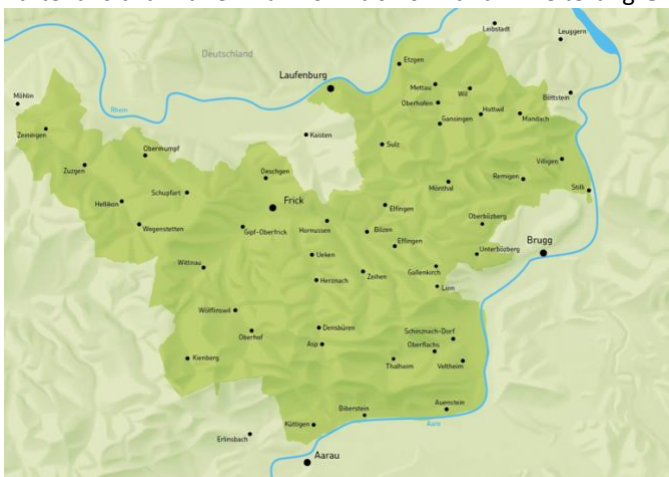 Deutschland
Leibstadt
Leuggern
Etzgen
Laufenburg
Mettau
Wil
Böttstein
Möhlin
Oberhofen
Rhein
Hottwil
Mandach
Gansingen
Zeiningen
Kaisten
Sulz
Obermumpf
Villigen
Zuzgen
Oeschgen
Remigen
Mönthal
Stilli
Schupfart
Hellikon
Frick
Effingen
Oberbözberg
Wegenstetten
Gipf-Oberfrick
Hornussen
Bözen
Brugg
Effingen
Unterbözberg
Ueken
Wittnau
Gallenkirch
Zeihen
Herznach
Linn
Wölflinswil
Densbüren
Oberhof
Schinznach-Dorf
Asp
Oberflachs
Kienberg
Thalheim
Veltheim
Auenstein
Biberstein
Küttigen
Aare
Erlinsbach
Aarau